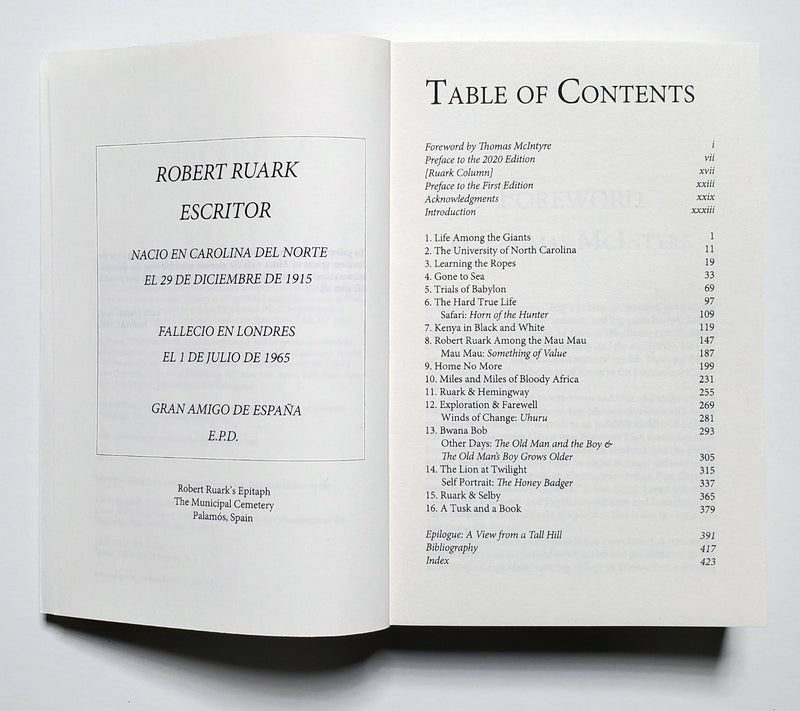 ROBERT RUARK
ESCRITOR
NACIO EN CAROLINA DEL NORTE
EL 29 DE DICIEMBRE DE 1915
FALLECIO EN LONDRES
EL 1 DE JULIO DE 1965
GRAN AMIGO DE ESPAÑA
E.P.D.
Robert Ruark's Epitaph
The Municipal Cemetery
Palamós, Spain
TABLE OF CONTENTS
Foreword by Thomas McIntyre i
Preface to the 2020 Edition vii
[Ruark Column] xvii
Preface to the First Edition xxiii
Acknowledgments xxix
Introduction xxxiii
1. Life Among the Giants 1
2. The University of North Carolina 11
3. Learning the Ropes 19
4. Gone to Sea 33
5. Trials of Babylon 69
6. The Hard True Life 97
Safari: Horn of the Hunter 109
7. Kenya in Black and White 119
8. Robert Ruark Among the Mau Mau 147
Mau Mau: Something of Value 187
9. Home No More 199
10. Miles and Miles of Bloody Africa 231
11. Ruark & Hemingway 255
12. Exploration & Farewell 269
Winds of Change: Uhuru 281
13. Bwana Bob 293
Other Days: The Old Man and the Boy &
The Old Man's Boy Grows Older 305
14. The Lion at Twilight 315
Self Portrait: The Honey Badger 337
15. Ruark & Selby 365
16. A Tusk and a Book 379
Epilogue: A View from a Tall Hill 391
Bibliography 417
Index 423